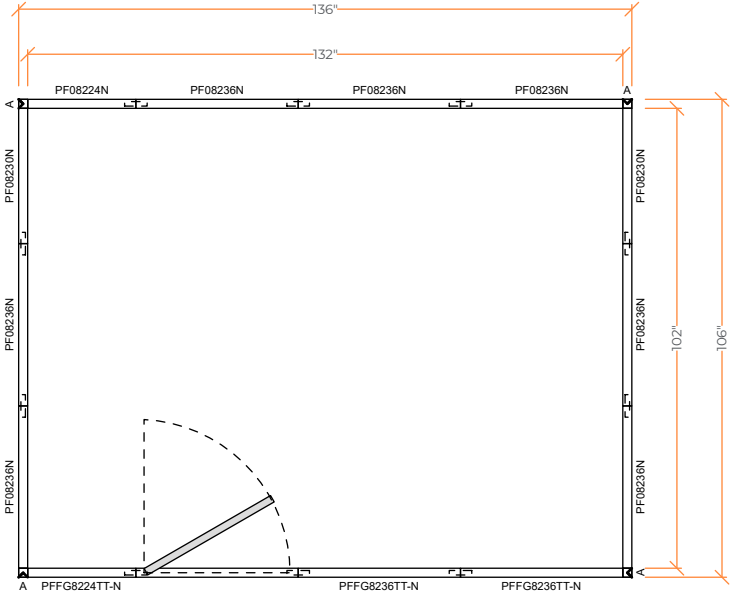 136"
132"
PF08224N
PF08236N
PF08236N
PF08236N
A
A
PF08230N
PF08230N
PF08236N
PF08236N
102"
106"
PF08236N
PF08236N
A
A
PFFG8224TT-N
PFFG8236TT-N
PFFG8236TT-N